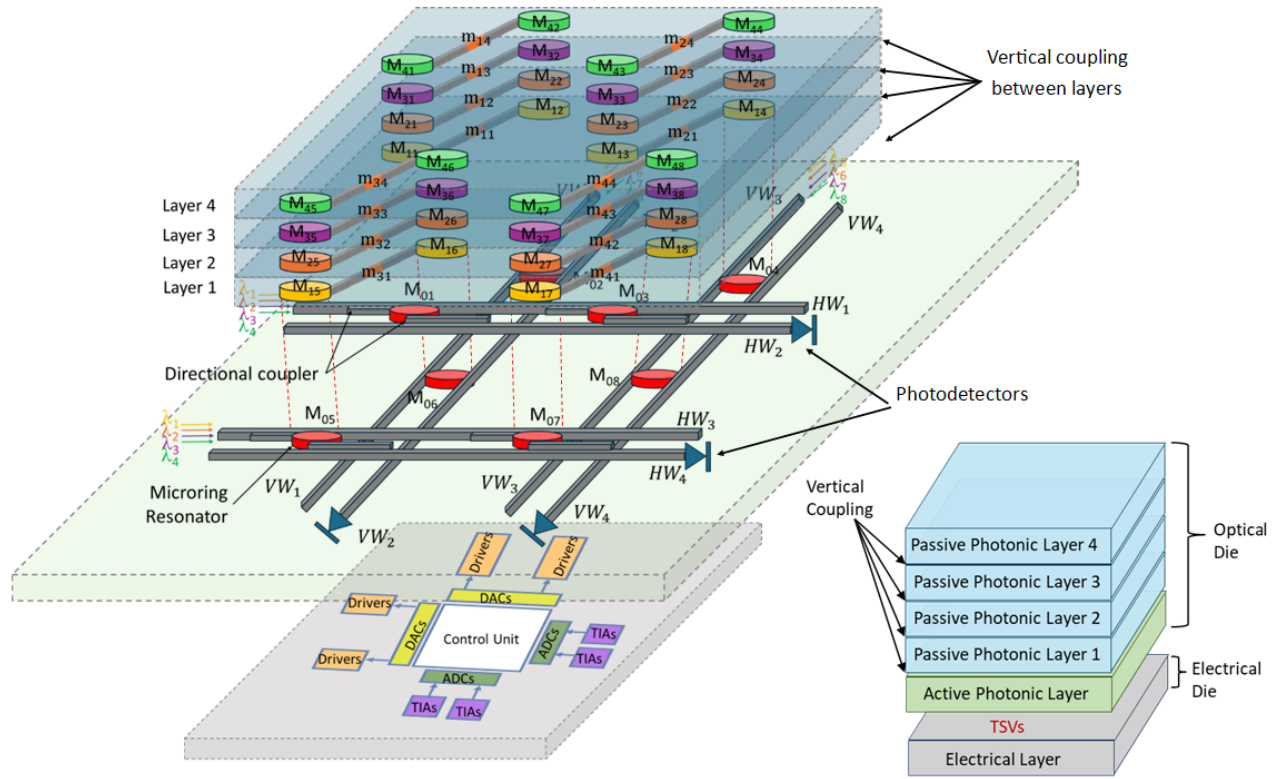 M42
M44
m14
m24
M32
M34
Vertical coupling
between layers
M41
M43
m13
m23
M22
M24
M31
M33
m12
m22
M12
M14
M21
M23
m11
m21
M11
M13
M46
M48
λ5
λ6
λ7
λ8
m34
m44
M36
M38
VW3
Layer 4
M45
M47
VW4
m33
m43
M26
M28
Layer 3
M35
M37
m32
m42
M16
M18
Layer 2
M25
M27
m31
m41
M04
Layer 1
M15
M17
M01
M03
λ1
λ2
λ3
λ4
HW1
HW2
Directional coupler
M06
M08
Photodetectors
M05
M07
λ1
λ2
λ3
λ4
HW3
HW4
Microring
Resonator
VW1
VW3
VW2
VW4
Vertical
Coupling
Optical
Die
Passive Photonic Layer 4
Passive Photonic Layer 3
Passive Photonic Layer 2
Passive Photonic Layer 1
Active Photonic Layer
Electrical
Die
TSVs
Electrical Layer
Drivers
Drivers
Drivers
DACs
DACs
Control Unit
ADCs
TIAs
TIAs
Drivers
ADCs
TIAs
TIAs